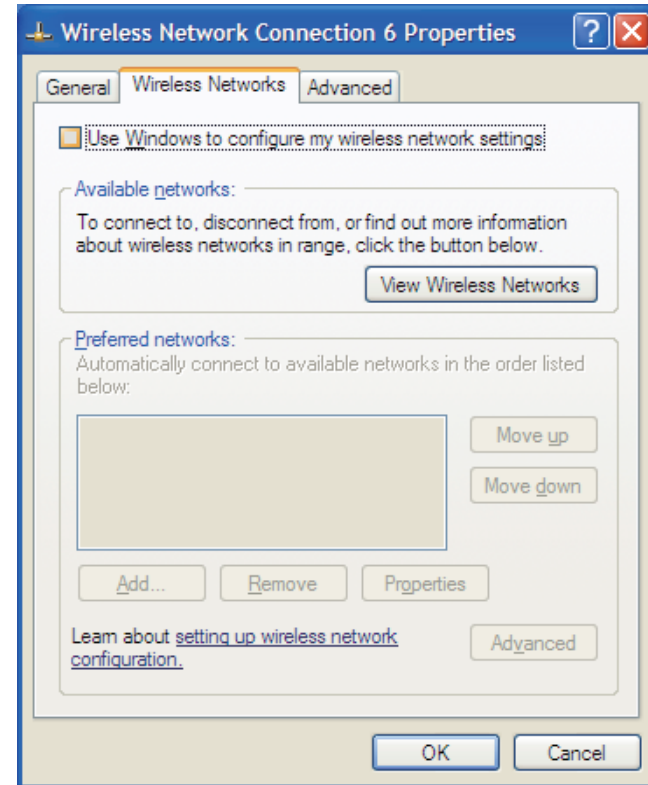 Wireless Network Connection 6 Properties
General Wireless Networks Advanced
Use Windows to configure my wireless network settings
Available networks:
To connect to, disconnect from, or find out more information
about wireless networks in range, click the button below.
View Wireless Networks
Preferred networks:
Automatically connect to available networks in the order listed
below:
Move up
Move down
Add... Remove Properties
Learn about setting up wireless network
configuration.
Advanced
OK Cancel